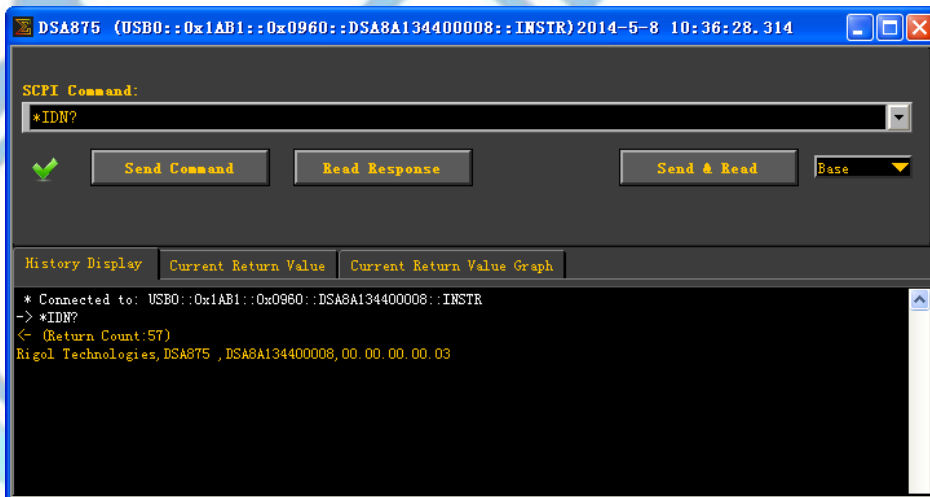 DSA875 (USB0::0x1AB1::0x0960::DSA8A134400008::INSTR)2014-5-8 10:36:28.314
SCPI Command:
*IDN?
Send Command
Read Response
Send & Read
Base
History Display
Current Return Value
Current Return Value Graph
* Connected to: USB0::0x1AB1::0x0960::DSA8A134400008::INSTR
-> *IDN?
<- (Return Count:57)
Rigol Technologies,DSA875 ,DSA8A134400008,00.00.00.00.03